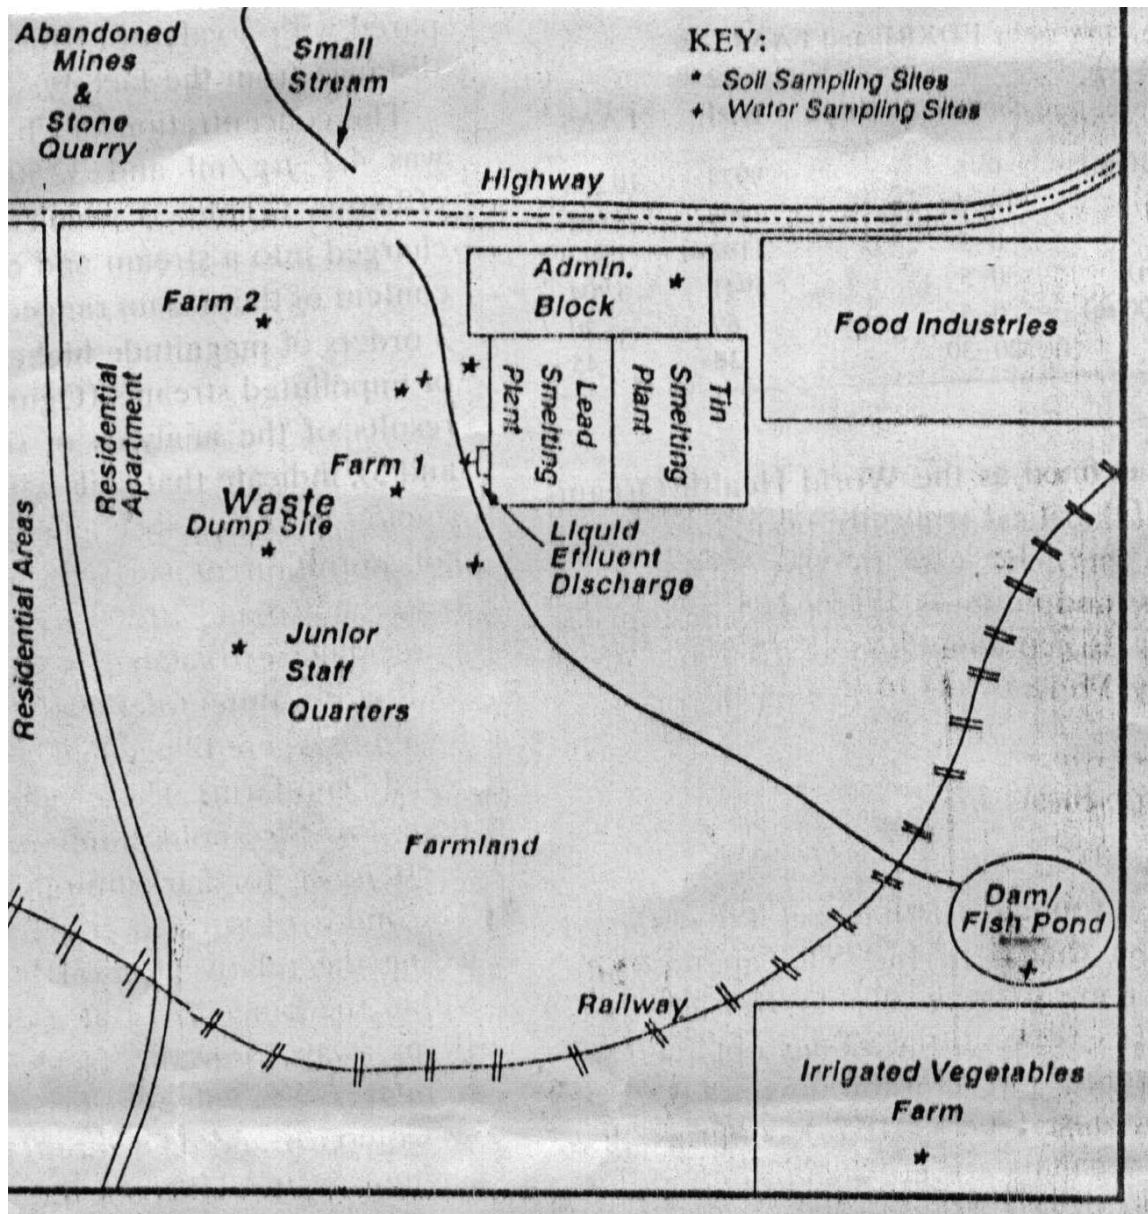 Abandoned
Mines
&
Stone
Quarry
Small
Stream
KEY:
* Soil Sampling Sites
+ Water Sampling Sites
Highway
Admin.
Block
Food Industries
Farm 2
Residential
Apartment
Lead
Smelting
Plant
Tin
Smelting
Plant
Farm 1
Waste
Dump Site
Liquid
Effluent
Discharge
Residential Areas
Junior
Staff
Quarters
Farmland
Dam/
Fish Pond
Railway
Irrigated Vegetables
Farm